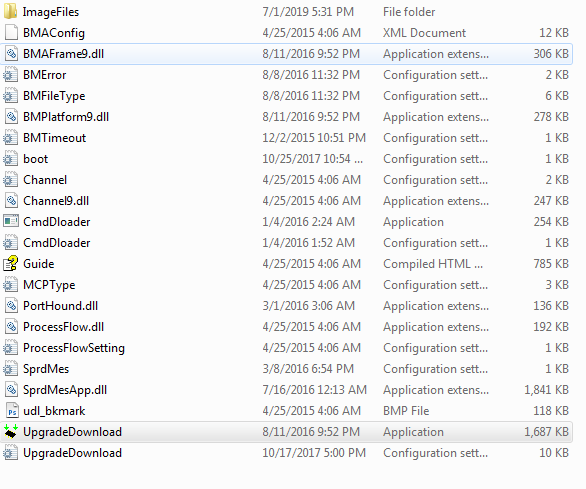 ImageFiles 7/1/2019 5:31 PM File folder
BMAConfig 4/25/2015 4:06 AM XML Document 12 KB
BMAFrame9.dll 8/11/2016 9:52 PM Application extens... 306 KB
BMError 8/8/2016 11:32 PM Configuration sett... 2 KB
BMFileType 8/8/2016 11:32 PM Configuration sett... 6 KB
BMPlatform9.dll 8/11/2016 9:52 PM Application extens... 278 KB
BMTimeout 12/2/2015 10:51 PM Configuration sett... 1 KB
boot 10/25/2017 10:54 ... Configuration sett... 1 KB
Channel 4/25/2015 4:06 AM Configuration sett... 2 KB
Channel9.dll 4/25/2015 4:06 AM Application extens... 247 KB
CmdDloader 1/4/2016 2:24 AM Application 254 KB
CmdDloader 1/4/2016 1:52 AM Configuration sett... 1 KB
Guide 4/25/2015 4:06 AM Compiled HTML ... 785 KB
MCPType 4/25/2015 4:06 AM Configuration sett... 3 KB
PortHound.dll 3/1/2016 3:06 AM Application extens... 136 KB
ProcessFlow.dll 4/25/2015 4:06 AM Application extens... 192 KB
ProcessFlowSetting 4/25/2015 4:06 AM Configuration sett... 1 KB
SprdMes 3/8/2016 6:54 PM Configuration sett... 1 KB
SprdMesApp.dll 7/16/2016 12:13 AM Application extens... 1,841 KB
udl_bkmark 4/25/2015 4:06 AM BMP File 118 KB
UpgradeDownload 8/11/2016 9:52 PM Application 1,687 KB
UpgradeDownload 10/17/2017 5:00 PM Configuration sett... 10 KB